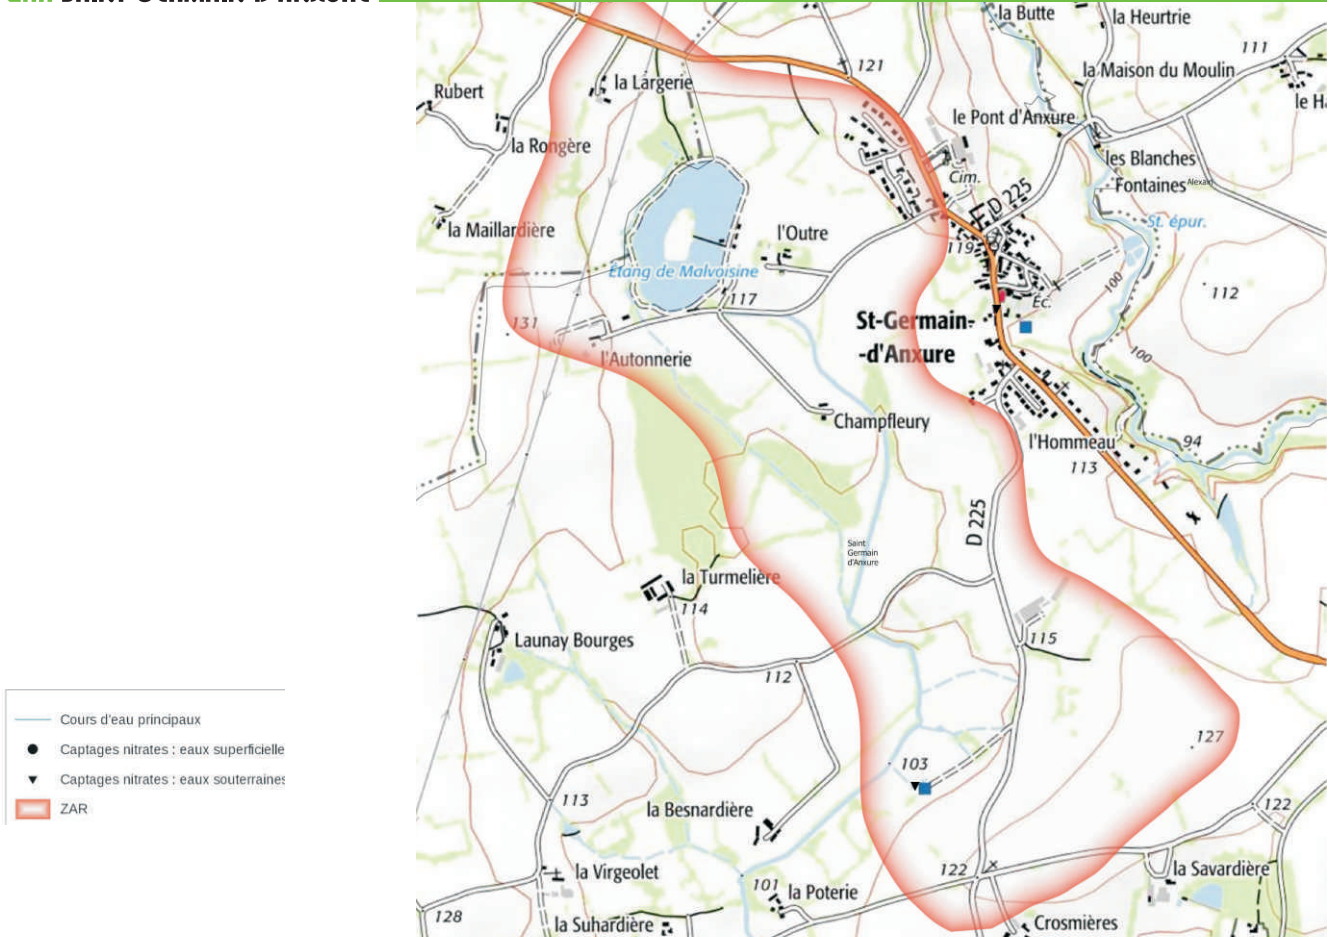 la Butte
la Heurtrie
111
121
la Maison du Moulin
la Largerie
Rubert
le Pont d'Anxure
la Rongère
les Blanches
Fontaines
Alexain
Cim.
D 225
la Maillardière
St. épur.
l'Outre
119
Étang de Malvoisine
100
117
Éc.
112
131
St-Germain-
-d'Anxure
100
l'Autonnerie
Champfleury
l'Hommeau
94
113
D 225
Saint
Germain
d'Anxure
la Turmelière
114
Launay Bourges
115
112
Cours d'eau principaux
127
Captages nitrates : eaux superficielle
103
Captages nitrates : eaux souterraines
ZAR
113
la Besnardière
122
122
la Savardière
la Virgeolet
101
la Poterie
128
la Suhardière
Crosmières